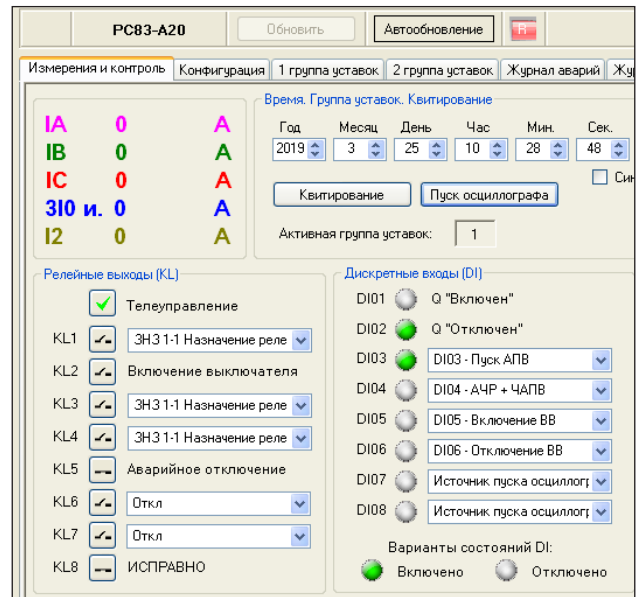 РС83-А20 Обновить Автообновление R
Измерения и контроль Конфигурация 1 группа уставок 2 группа уставок Журнал аварий Жу
IA 0 A
IB 0 A
IC 0 A
3I0 и. 0 A
I2 0 A
Время. Группа уставок. Квитирование
Год Месяц День Час Мин. Сек.
2019 3 25 10 28 48
Син
Квитирование Пуск осциллографа
Активная группа уставок: 1
Релейные выходы (KL)
Телеуправление
KL1 ЗНЗ 1-1 Назначение реле
KL2 Включение выключателя
KL3 ЗНЗ 1-1 Назначение реле
KL4 ЗНЗ 1-1 Назначение реле
KL5 Аварийное отключение
KL6 Откл
KL7 Откл
KL8 ИСПРАВНО
Дискретные входы (DI)
DI01 Q "Включен"
DI02 Q "Отключен"
DI03 DI03 - Пуск АПВ
DI04 DI04 - АЧР + ЧАПВ
DI05 DI05 - Включение ВВ
DI06 DI06 - Отключение ВВ
DI07 Источник пуска осциллогр
DI08 Источник пуска осциллогр
Варианты состояний DI:
Включено Отключено